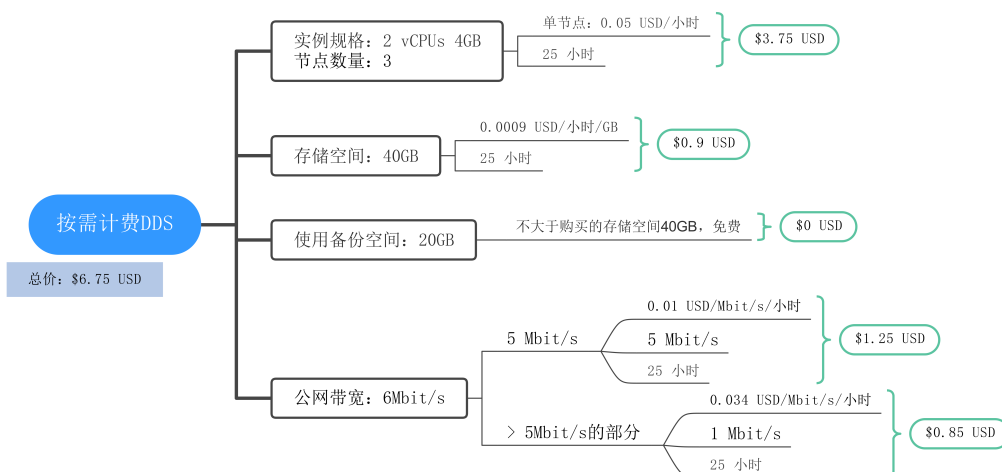 按需计费DDS
总价：$6.75 USD
实例规格：2 vCPUs 4GB
节点数量：3
单节点：0.05 USD/小时
25 小时
$3.75 USD
存储空间：40GB
0.0009 USD/小时/GB
25 小时
$0.9 USD
使用备份空间：20GB
不大于购买的存储空间40GB，免费
$0 USD
公网带宽：6Mbit/s
5 Mbit/s
0.01 USD/Mbit/s/小时
5 Mbit/s
25 小时
$1.25 USD
> 5Mbit/s的部分
0.034 USD/Mbit/s/小时
1 Mbit/s
25 小时
$0.85 USD